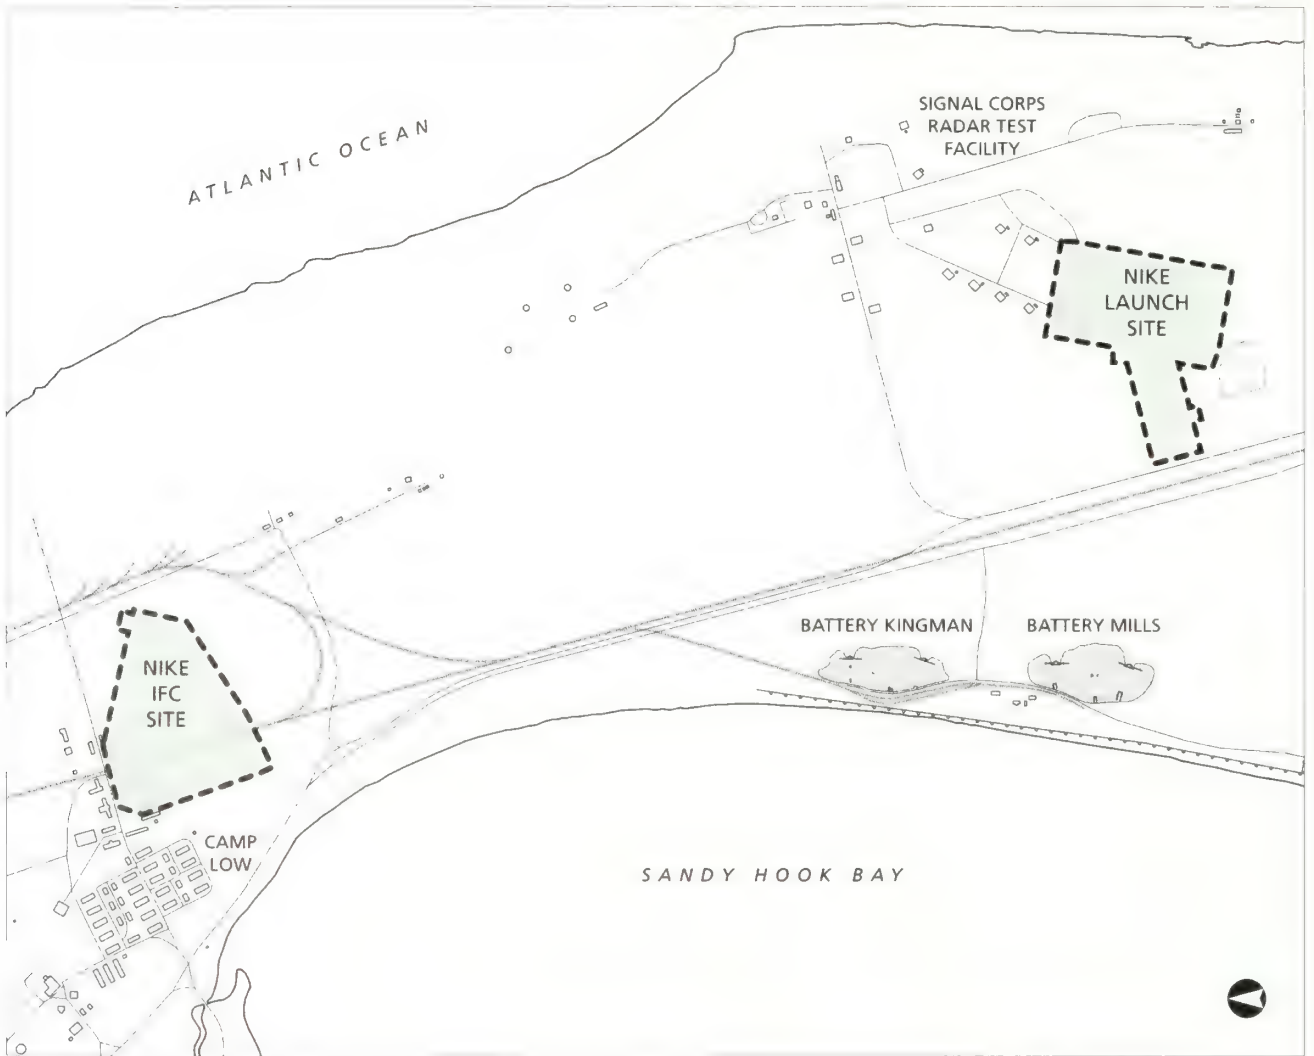 ATLANTIC OCEAN
SIGNAL CORPS
RADAR TEST
FACILITY
NIKE
LAUNCH
SITE
BATTERY KINGMAN
BATTERY MILLS
NIKE
IFC
SITE
CAMP
LOW
SANDY HOOK BAY